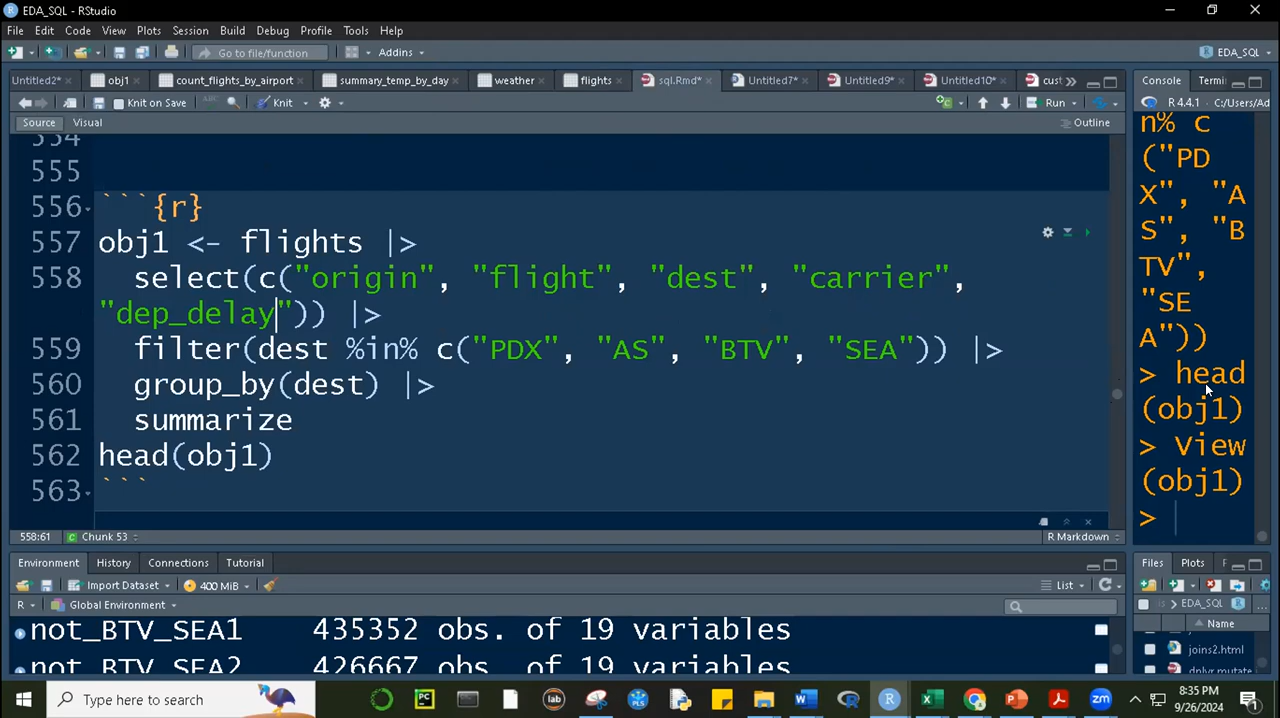 EDA_SQL - RStudio
File Edit Code View Plots Session Build Debug Profile Tools Help
Go to file/function Addins EDA_SQL
Untitled2* obj1 count_flights_by_airport summary_temp_by_day weather flights sql.Rmd* Untitled7* Untitled9* Untitled10* cust
Knit on Save Knit Run
Source Visual Outline
554
555
556 ```{r}
557 obj1 <- flights |>
558 select(c("origin", "flight", "dest", "carrier",
"dep_delay")) |>
559 filter(dest %in% c("PDX", "AS", "BTV", "SEA")) |>
560 group_by(dest) |>
561 summarize
562 head(obj1)
563 ```
558:61 Chunk 53 R Markdown
Console Termi
R 4.4.1 · C:/Users/Ad
n% c
("PD
X", "A
S", "B
TV",
"SE
A"))
> head
(obj1)
> View
(obj1)
>
Environment History Connections Tutorial
Import Dataset 400 MiB List
R Global Environment
not_BTV_SEA1 435352 obs. of 19 variables
not_BTV_SEA2 426667 obs. of 19 variables
Files Plots
EDA_SQL ...
Name
joins2.html
Type here to search
8:35 PM
9/26/2024